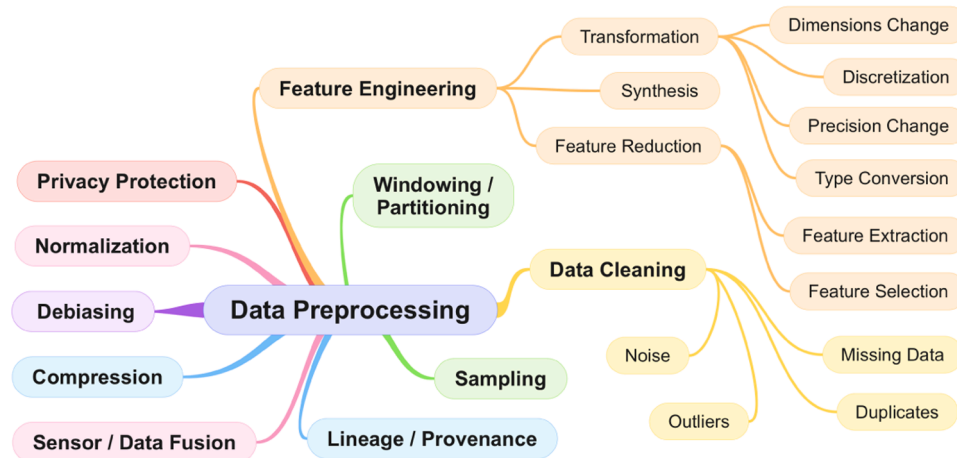 Dimensions Change
Transformation
Discretization
Feature Engineering
Synthesis
Precision Change
Feature Reduction
Type Conversion
Privacy Protection
Windowing /
Partitioning
Feature Extraction
Normalization
Data Cleaning
Feature Selection
Debiasing
Data Preprocessing
Noise
Missing Data
Compression
Sampling
Duplicates
Outliers
Sensor / Data Fusion
Lineage / Provenance